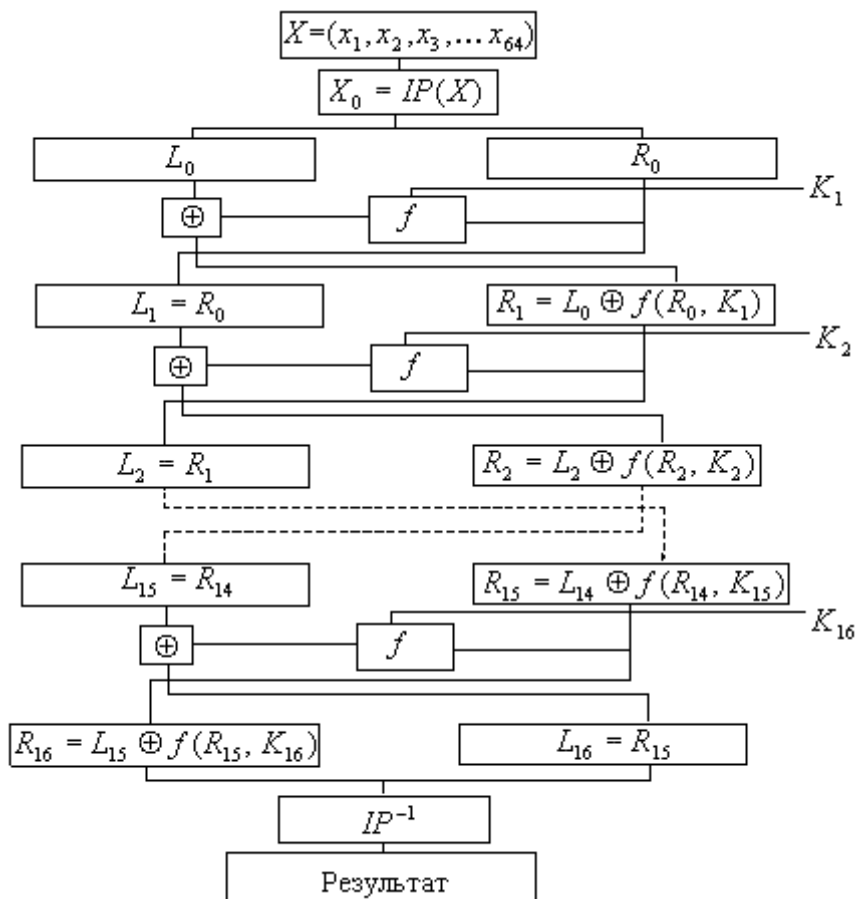 X=(x₁,x₂,x₃,…x₆₄)
X₀ = IP(X)
L₀
R₀
K₁
⊕
f
L₁ = R₀
R₁ = L₀ ⊕ f(R₀, K₁)
K₂
⊕
f
L₂ = R₁
R₂ = L₂ ⊕ f(R₂, K₂)
L₁₅ = R₁₄
R₁₅ = L₁₄ ⊕ f(R₁₄, K₁₅)
K₁₆
⊕
f
R₁₆ = L₁₅ ⊕ f(R₁₅, K₁₆)
L₁₆ = R₁₅
IP⁻¹
Результат